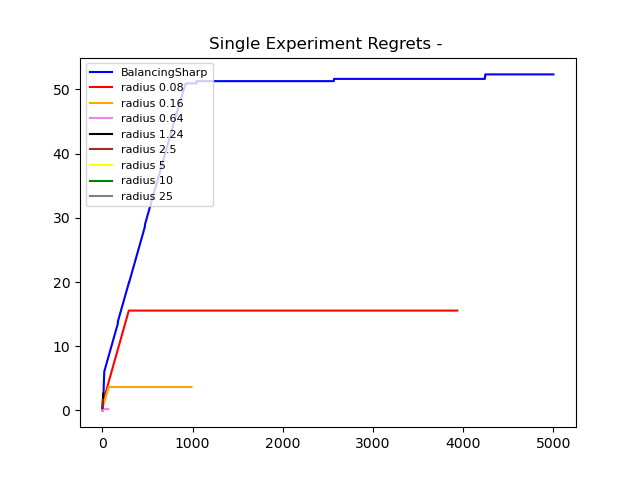 Single Experiment Regrets -
BalancingSharp
radius 0.08
radius 0.16
radius 0.64
radius 1.24
radius 2.5
radius 5
radius 10
radius 25
50
40
30
20
10
0
0 1000 2000 3000 4000 5000